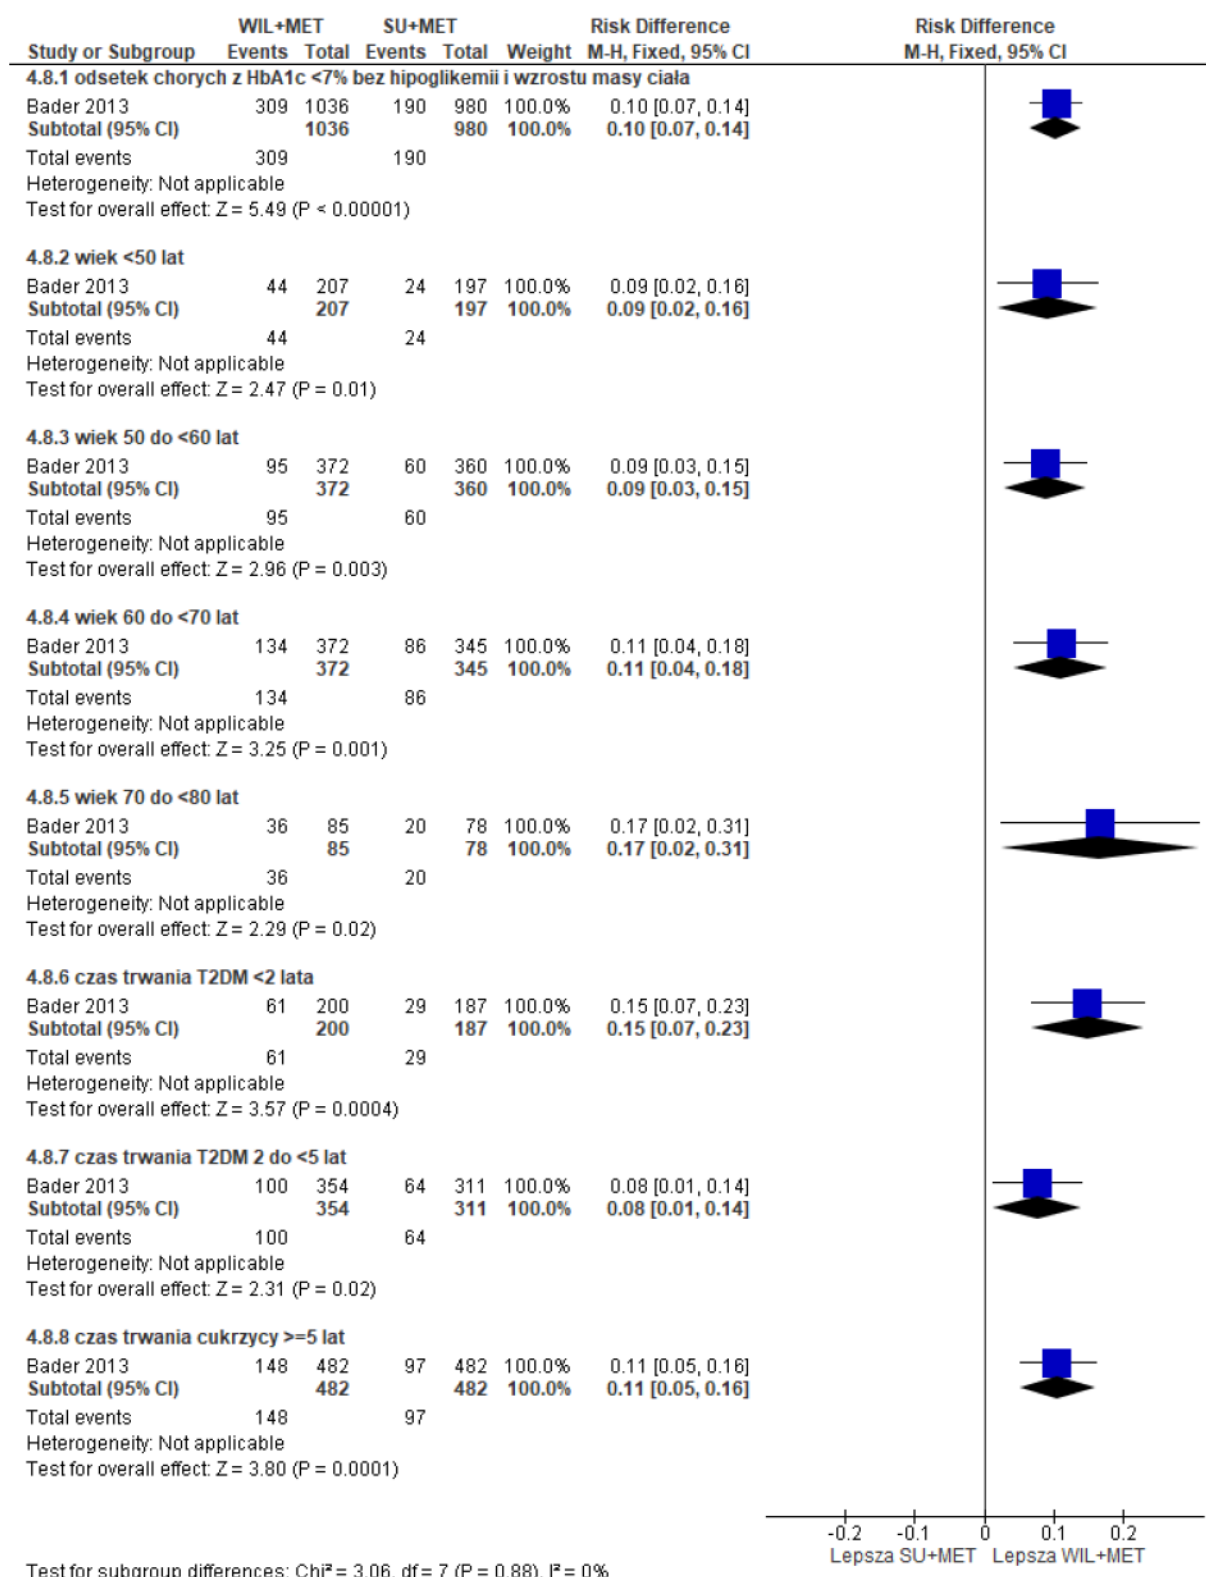 WIL+MET SU+MET Risk Difference Risk Difference
Study or Subgroup Events Total Events Total Weight M-H, Fixed, 95% CI M-H, Fixed, 95% CI
4.8.1 odsetek chorych z HbA1c <7% bez hipoglikemii i wzrostu masy ciała
Bader 2013 309 1036 190 980 100.0% 0.10 [0.07, 0.14]
Subtotal (95% CI) 1036 980 100.0% 0.10 [0.07, 0.14]
Total events 309 190
Heterogeneity: Not applicable
Test for overall effect: Z = 5.49 (P < 0.00001)
4.8.2 wiek <50 lat
Bader 2013 44 207 24 197 100.0% 0.09 [0.02, 0.16]
Subtotal (95% CI) 207 197 100.0% 0.09 [0.02, 0.16]
Total events 44 24
Heterogeneity: Not applicable
Test for overall effect: Z = 2.47 (P = 0.01)
4.8.3 wiek 50 do <60 lat
Bader 2013 95 372 60 360 100.0% 0.09 [0.03, 0.15]
Subtotal (95% CI) 372 360 100.0% 0.09 [0.03, 0.15]
Total events 95 60
Heterogeneity: Not applicable
Test for overall effect: Z = 2.96 (P = 0.003)
4.8.4 wiek 60 do <70 lat
Bader 2013 134 372 86 345 100.0% 0.11 [0.04, 0.18]
Subtotal (95% CI) 372 345 100.0% 0.11 [0.04, 0.18]
Total events 134 86
Heterogeneity: Not applicable
Test for overall effect: Z = 3.25 (P = 0.001)
4.8.5 wiek 70 do <80 lat
Bader 2013 36 85 20 78 100.0% 0.17 [0.02, 0.31]
Subtotal (95% CI) 85 78 100.0% 0.17 [0.02, 0.31]
Total events 36 20
Heterogeneity: Not applicable
Test for overall effect: Z = 2.29 (P = 0.02)
4.8.6 czas trwania T2DM <2 lata
Bader 2013 61 200 29 187 100.0% 0.15 [0.07, 0.23]
Subtotal (95% CI) 200 187 100.0% 0.15 [0.07, 0.23]
Total events 61 29
Heterogeneity: Not applicable
Test for overall effect: Z = 3.57 (P = 0.0004)
4.8.7 czas trwania T2DM 2 do <5 lat
Bader 2013 100 354 64 311 100.0% 0.08 [0.01, 0.14]
Subtotal (95% CI) 354 311 100.0% 0.08 [0.01, 0.14]
Total events 100 64
Heterogeneity: Not applicable
Test for overall effect: Z = 2.31 (P = 0.02)
4.8.8 czas trwania cukrzycy >=5 lat
Bader 2013 148 482 97 482 100.0% 0.11 [0.05, 0.16]
Subtotal (95% CI) 482 482 100.0% 0.11 [0.05, 0.16]
Total events 148 97
Heterogeneity: Not applicable
Test for overall effect: Z = 3.80 (P = 0.0001)
-0.2 -0.1 0 0.1 0.2
Lepsza SU+MET Lepsza WIL+MET
Test for subgroup differences: Chi² = 3.06, df = 7 (P = 0.88), I² = 0%